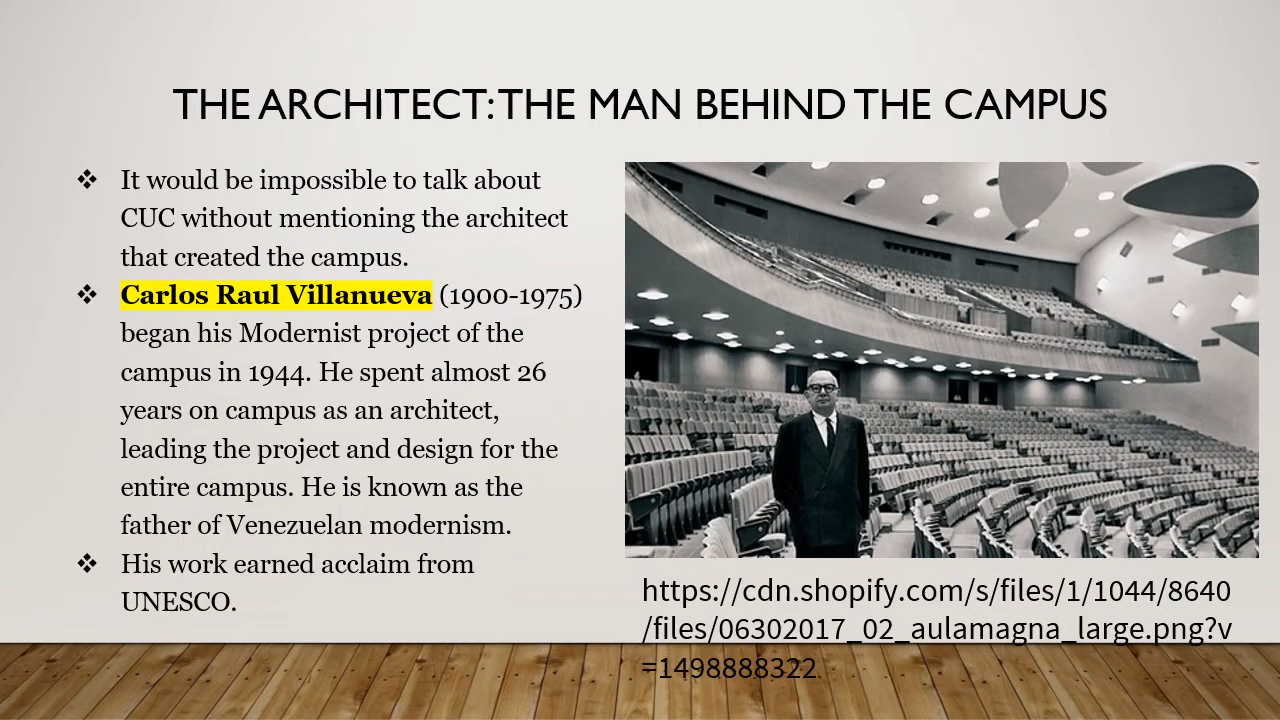 THE ARCHITECT: THE MAN BEHIND THE CAMPUS
❖ It would be impossible to talk about
CUC without mentioning the architect
that created the campus.
❖ Carlos Raul Villanueva (1900-1975)
began his Modernist project of the
campus in 1944. He spent almost 26
years on campus as an architect,
leading the project and design for the
entire campus. He is known as the
father of Venezuelan modernism.
❖ His work earned acclaim from
UNESCO.
https://cdn.shopify.com/s/files/1/1044/8640
/files/06302017_02_aulamagna_large.png?v
=1498888322